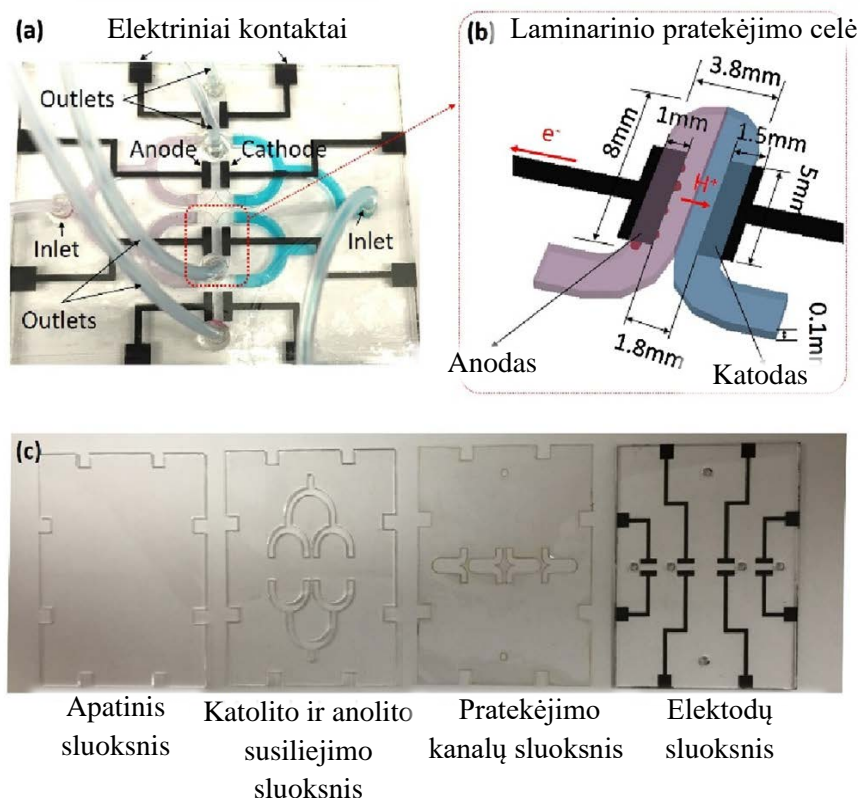 (a)
Elektriniai kontaktai
Outlets
Anode
Cathode
Inlet
Inlet
Outlets
(b)
Laminarinio pratekėjimo celė
3.8mm
1mm
1.5mm
8mm
e-
H+
5mm
0.1mm
1.8mm
Anodas
Katodas
(c)
Apatinis
sluoksnis
Katolito ir anolito
susiliejimo
sluoksnis
Pratekėjimo
kanalų sluoksnis
Elektodų
sluoksnis